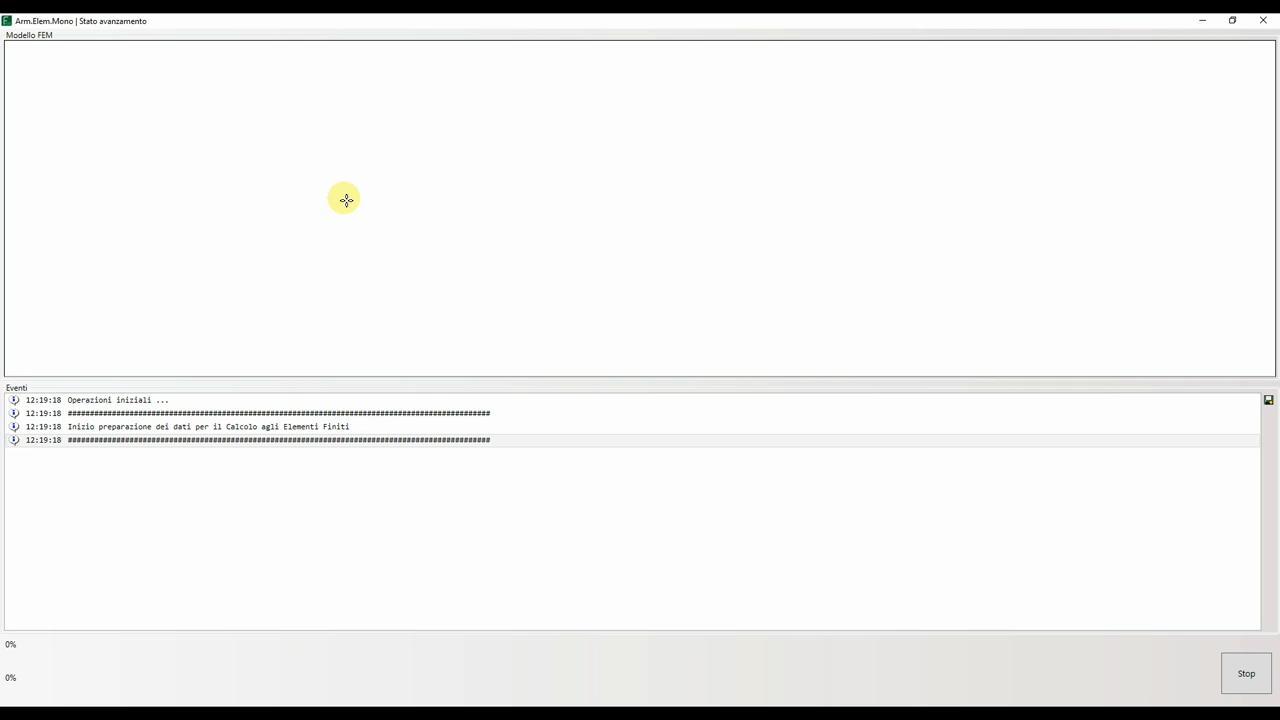 Arm.Elem.Mono | Stato avanzamento
Modello FEM
Eventi
12:19:18 Operazioni iniziali ...
12:19:18 ################################################################################################
12:19:18 Inizio preparazione dei dati per il Calcolo agli Elementi Finiti
12:19:18 ################################################################################################
0%
0%
Stop